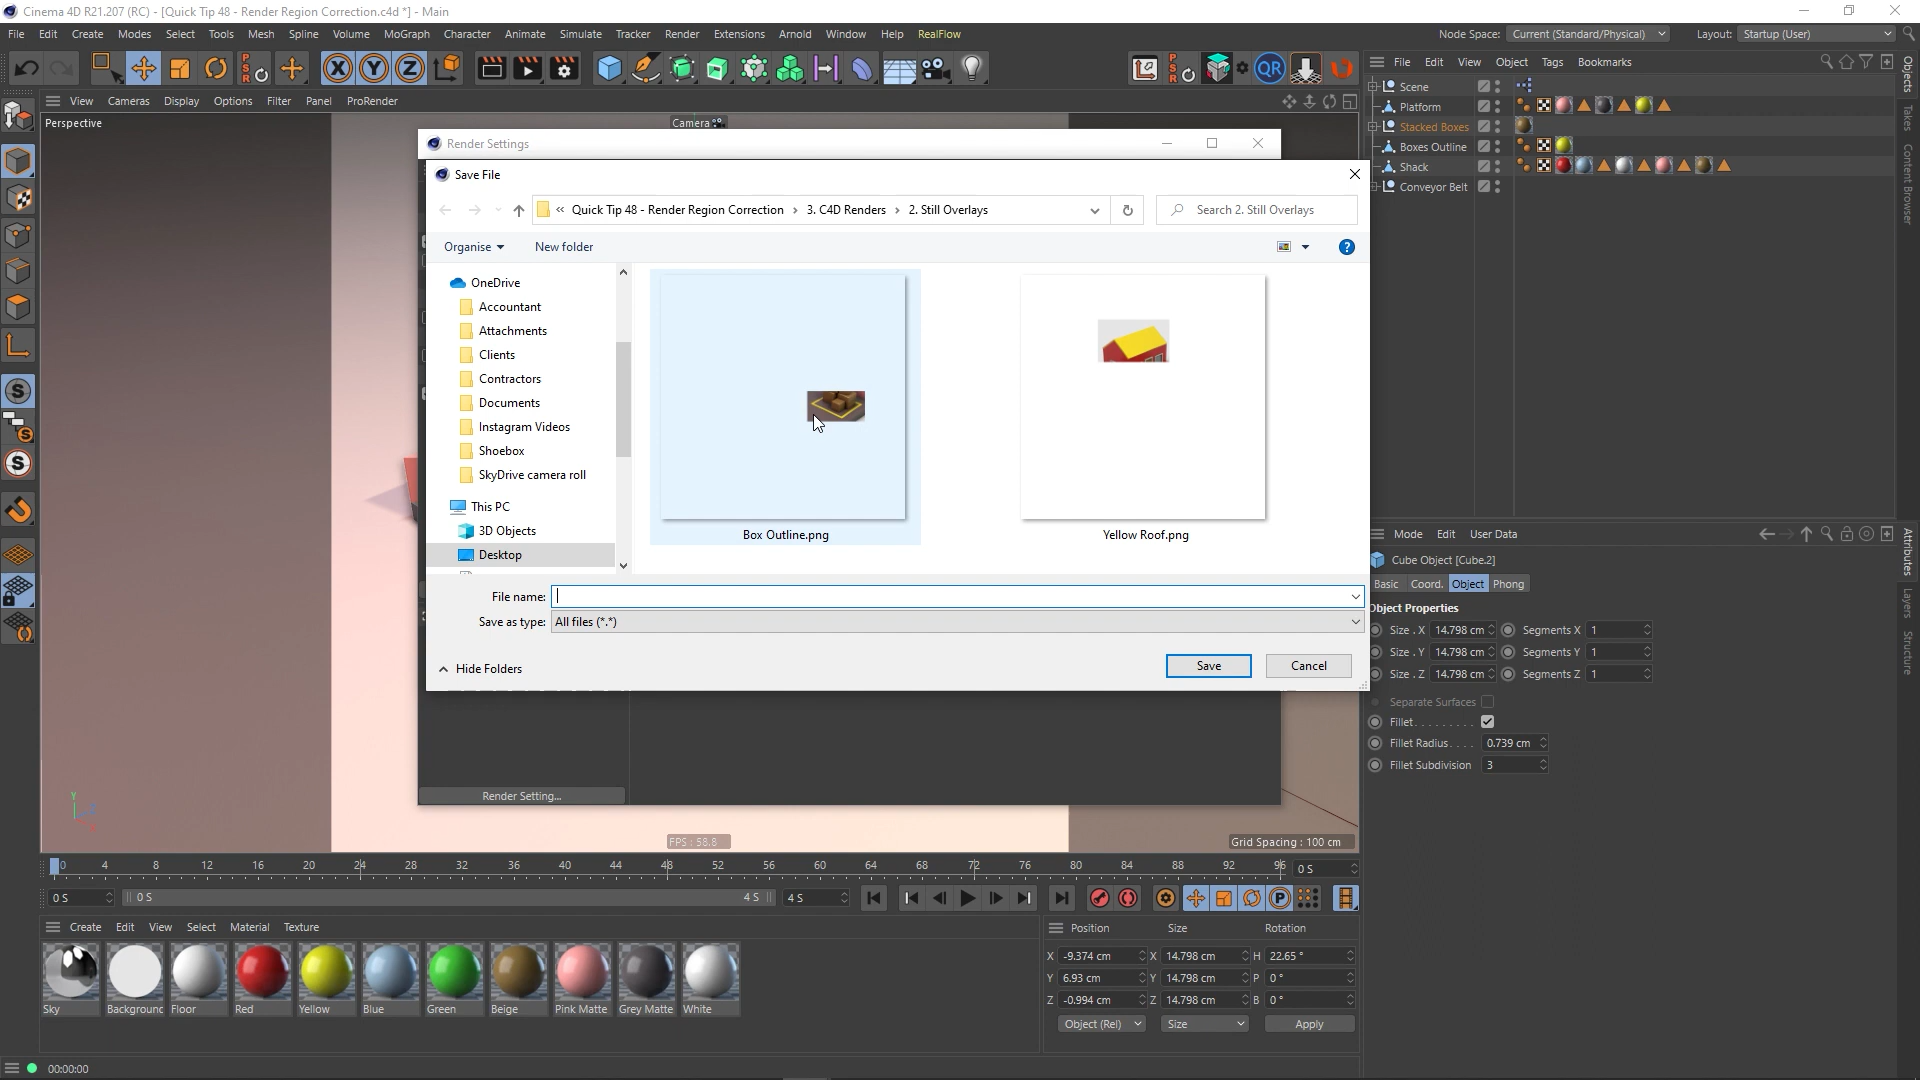 Cinema 4D R21.207 (RC) - [Quick Tip 48 - Render Region Correction.c4d *] - Main
File Edit Create Modes Select Tools Mesh Spline Volume MoGraph Character Animate Simulate Tracker Render Extensions Arnold Window Help RealFlow
Node Space: Current (Standard/Physical) Layout: Startup (User)
PSR X Y Z PSR QR
File Edit View Object Tags Bookmarks
View Cameras Display Options Filter Panel ProRender
Perspective
Camera
Scene
Platform
Stacked Boxes
Boxes Outline
Shack
Conveyor Belt
Objects
Takes
Content Browser
Render Settings
Save File
« Quick Tip 48 - Render Region Correction › 3. C4D Renders › 2. Still Overlays
Search 2. Still Overlays
Organise
New folder
OneDrive
Accountant
Attachments
Clients
Contractors
Documents
Instagram Videos
Shoebox
SkyDrive camera roll
This PC
3D Objects
Desktop
Box Outline.png
Yellow Roof.png
File name:
Save as type: All files (*.*)
Hide Folders
Save
Cancel
Render Setting...
Mode Edit User Data
Cube Object [Cube.2]
Basic Coord. Object Phong
Object Properties
Size . X 14.798 cm Segments X 1
Size . Y 14.798 cm Segments Y 1
Size . Z 14.798 cm Segments Z 1
Separate Surfaces
Fillet. . . . . . . . .
Fillet Radius. . . . 0.739 cm
Fillet Subdivision 3
Attributes
Layers
Structure
Y
FPS : 58.8
Grid Spacing : 100 cm
0 4 8 12 16 20 24 28 32 36 40 44 48 52 56 60 64 68 72 76 80 84 88 92 96 0 S
0 S 0 S 4 S 4 S P
Create Edit View Select Material Texture
Sky Background Floor Red Yellow Blue Green Beige Pink Matte Grey Matte White
Position Size Rotation
X -9.374 cm X 14.798 cm H 22.65 °
Y 6.93 cm Y 14.798 cm P 0 °
Z -0.994 cm Z 14.798 cm B 0 °
Object (Rel) Size Apply
00:00:00